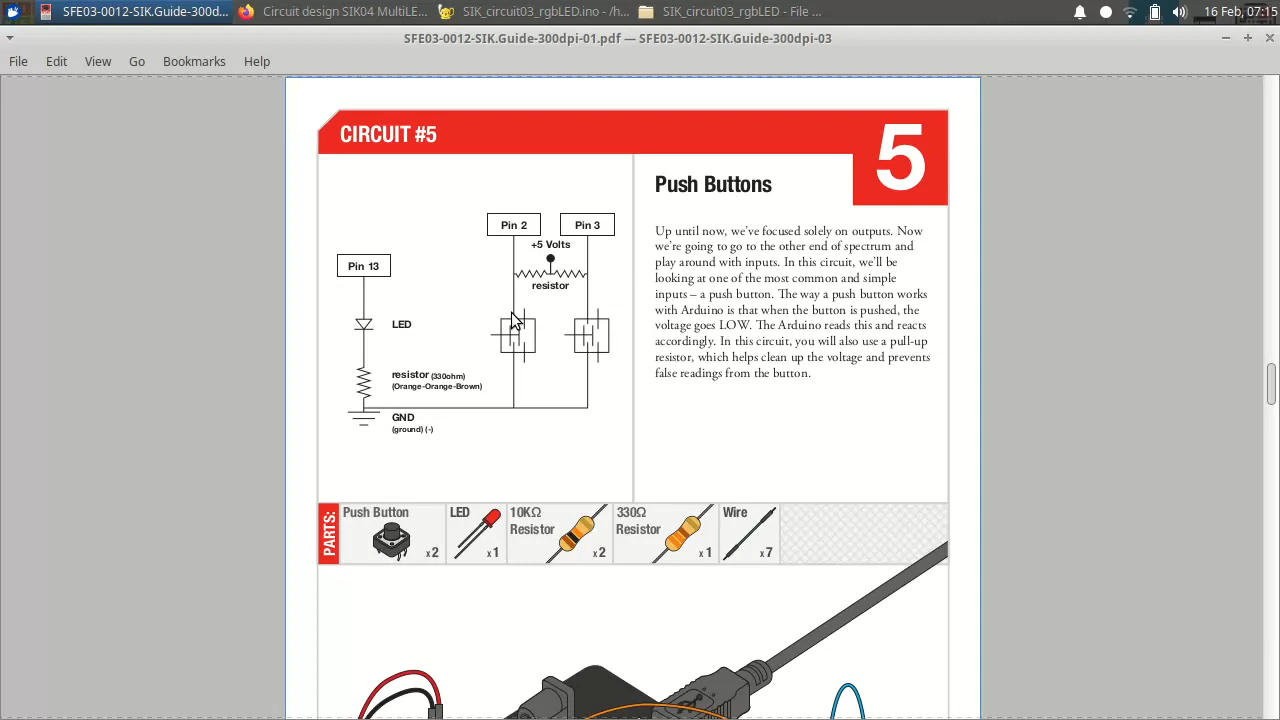 SFE03-0012-SIK.Guide-300d...
Circuit design SIK04 MultiLE...
SIK_circuit03_rgbLED.ino - /h...
SIK_circuit03_rgbLED - File ...
16 Feb, 07:15
SFE03-0012-SIK.Guide-300dpi-01.pdf — SFE03-0012-SIK.Guide-300dpi-03
File Edit View Go Bookmarks Help
CIRCUIT #5
5
Pin 2
Pin 3
+5 Volts
resistor
Pin 13
LED
resistor (330ohm)
(Orange-Orange-Brown)
GND
(ground) (-)
Push Buttons
Up until now, we've focused solely on outputs. Now
we're going to go to the other end of spectrum and
play around with inputs. In this circuit, we'll be
looking at one of the most common and simple
inputs – a push button. The way a push button works
with Arduino is that when the button is pushed, the
voltage goes LOW. The Arduino reads this and reacts
accordingly. In this circuit, you will also use a pull-up
resistor, which helps clean up the voltage and prevents
false readings from the button.
PARTS:
Push Button
x2
LED
x1
10KΩ
Resistor
x2
330Ω
Resistor
x1
Wire
x7